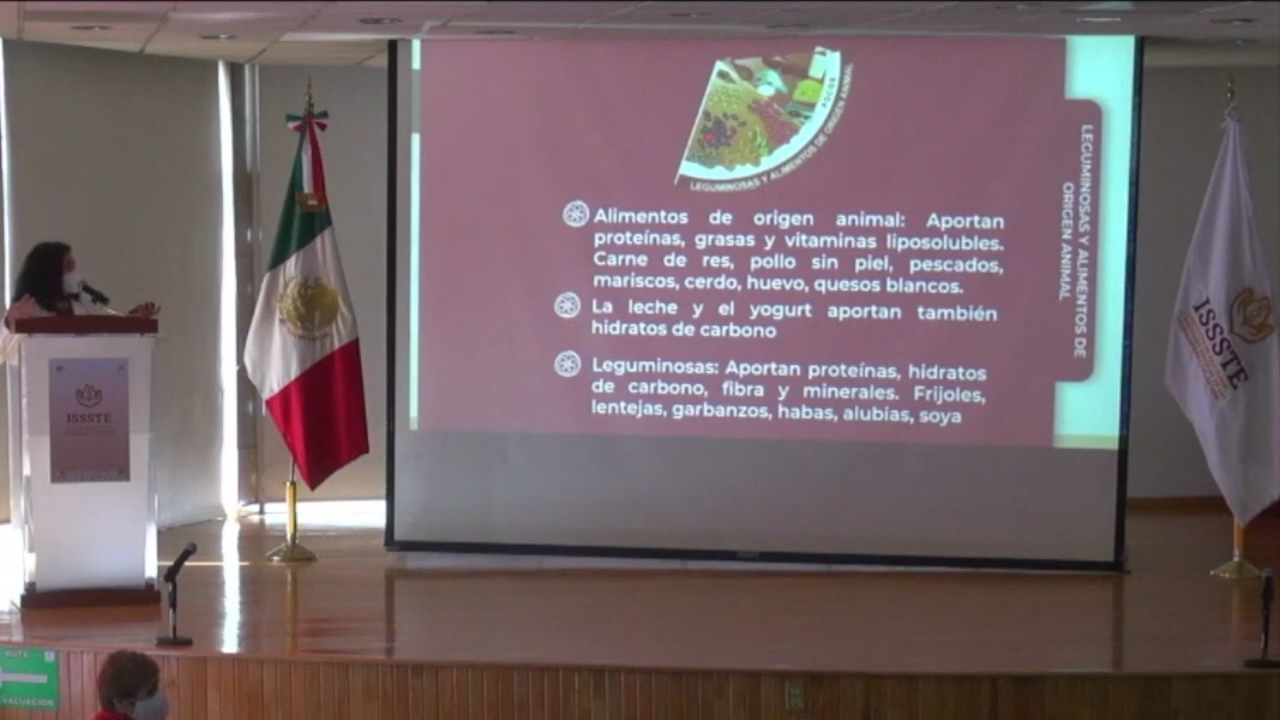 POCOS
LEGUMINOSAS Y ALIMENTOS DE ORIGEN ANIMAL
Alimentos de origen animal: Aportan
proteínas, grasas y vitaminas liposolubles.
Carne de res, pollo sin piel, pescados,
mariscos, cerdo, huevo, quesos blancos.
La leche y el yogurt aportan también
hidratos de carbono
Leguminosas: Aportan proteínas, hidratos
de carbono, fibra y minerales. Frijoles,
lentejas, garbanzos, habas, alubias, soya
LEGUMINOSAS Y ALIMENTOS DE
ORIGEN ANIMAL
ISSSTE
ISSSTE
RUTA
EVACUACIÓN